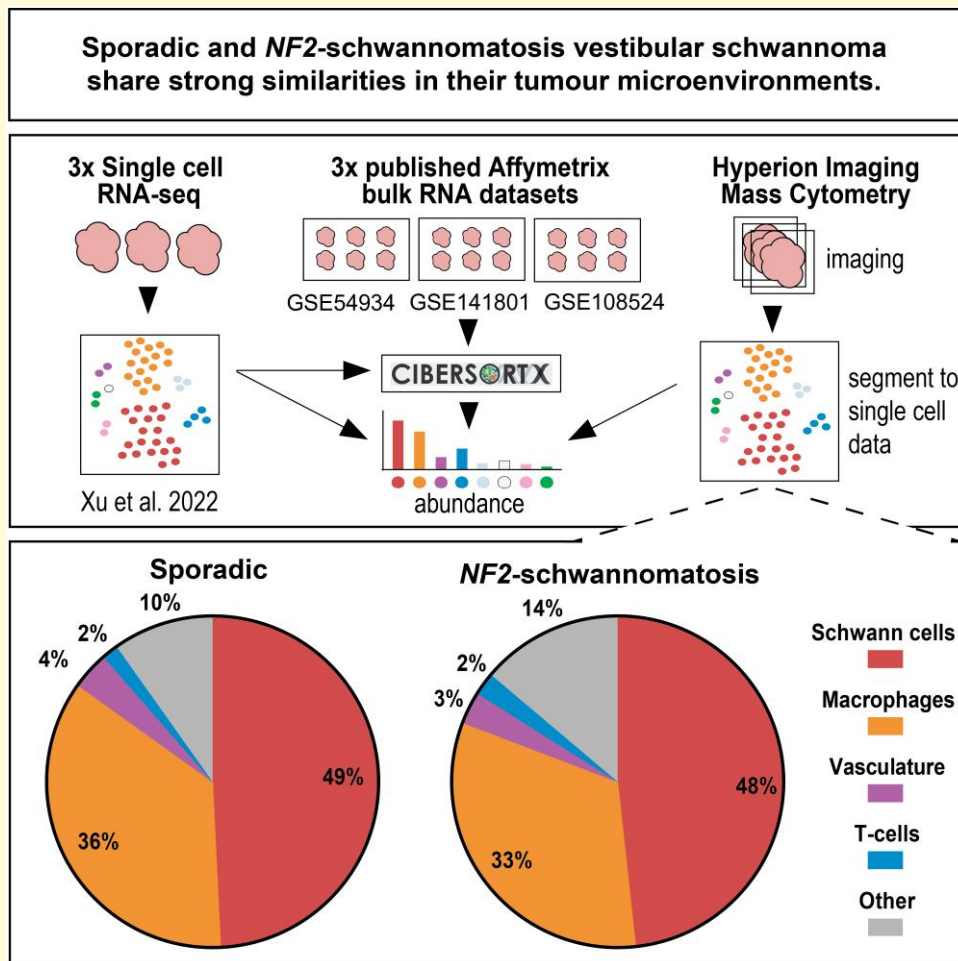 Sporadic and NF2-schwannomatosis vestibular schwannoma
share strong similarities in their tumour microenvironments.
3x Single cell
RNA-seq
3x published Affymetrix
bulk RNA datasets
Hyperion Imaging
Mass Cytometry
imaging
GSE54934 GSE141801 GSE108524
CIBERSORTX
segment to
single cell
data
Xu et al. 2022
abundance
Sporadic
10%
2%
4%
49%
36%
NF2-schwannomatosis
14%
2%
3%
48%
33%
Schwann cells
Macrophages
Vasculature
T-cells
Other